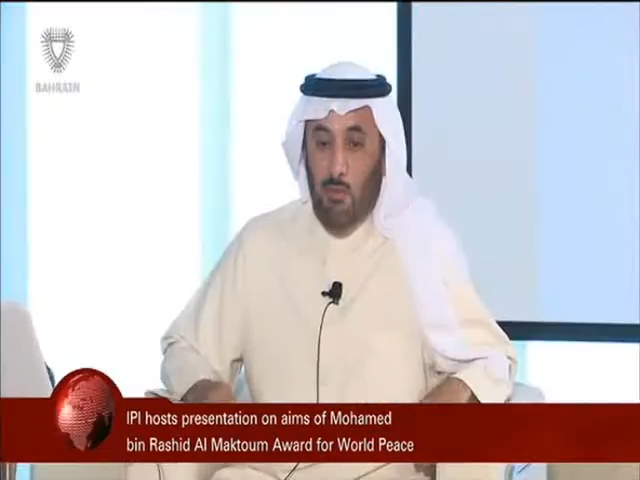 BAHRAIN
IPI hosts presentation on aims of Mohamed
bin Rashid Al Maktoum Award for World Peace